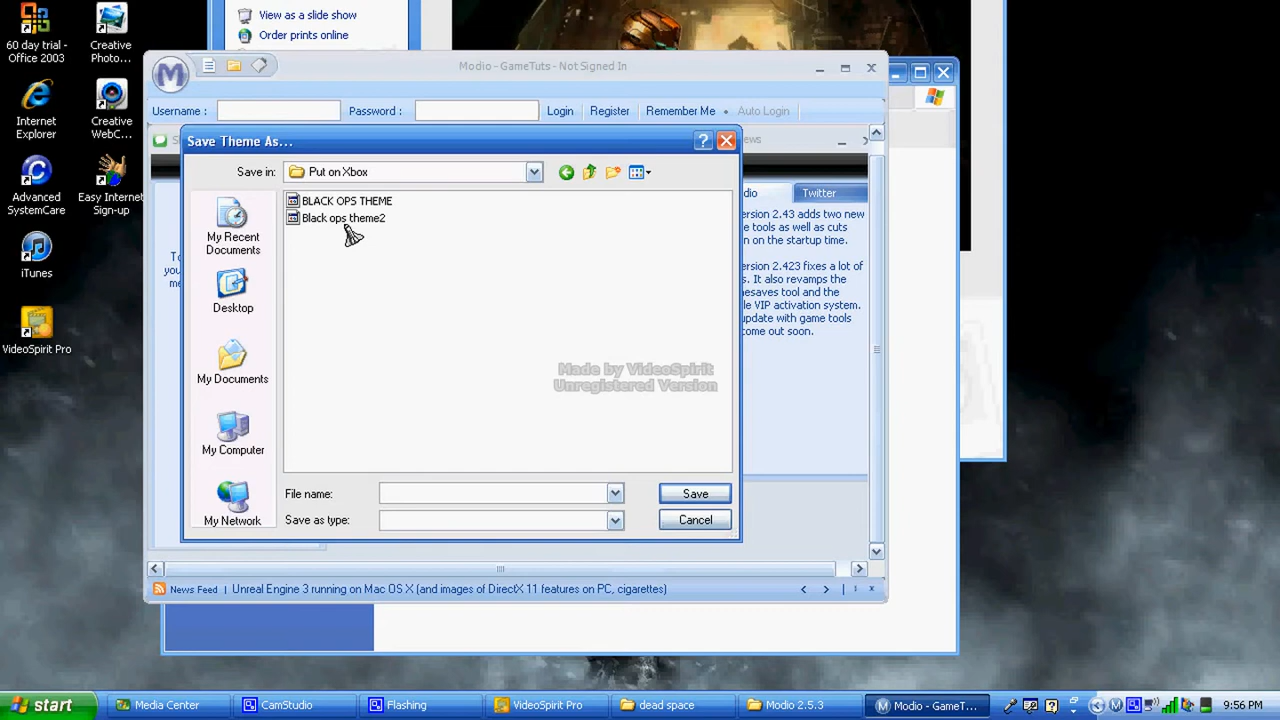 60 day trial -
Office 2003
Creative
Photo...
Internet
Explorer
Creative
WebC...
Advanced
SystemCare
Easy Internet
Sign-up
iTunes
VideoSpirit Pro
View as a slide show
Order prints online
Modio - GameTuts - Not Signed In
Username :
Password :
Login
Register
Remember Me
Auto Login
Save Theme As...
Save in:
Put on Xbox
BLACK OPS THEME
Black ops theme2
My Recent
Documents
Desktop
My Documents
My Computer
My Network
File name:
Save as type:
Save
Cancel
Twitter
ersion 2.43 adds two new
e tools as well as cuts
n on the startup time.
ersion 2.423 fixes a lot of
s. It also revamps the
nesaves tool and the
le VIP activation system.
update with game tools
come out soon.
Made by VideoSpirit
Unregistered Version
News Feed
Unreal Engine 3 running on Mac OS X (and images of DirectX 11 features on PC, cigarettes)
start
Media Center
CamStudio
Flashing
VideoSpirit Pro
dead space
Modio 2.5.3
Modio - GameT...
9:56 PM